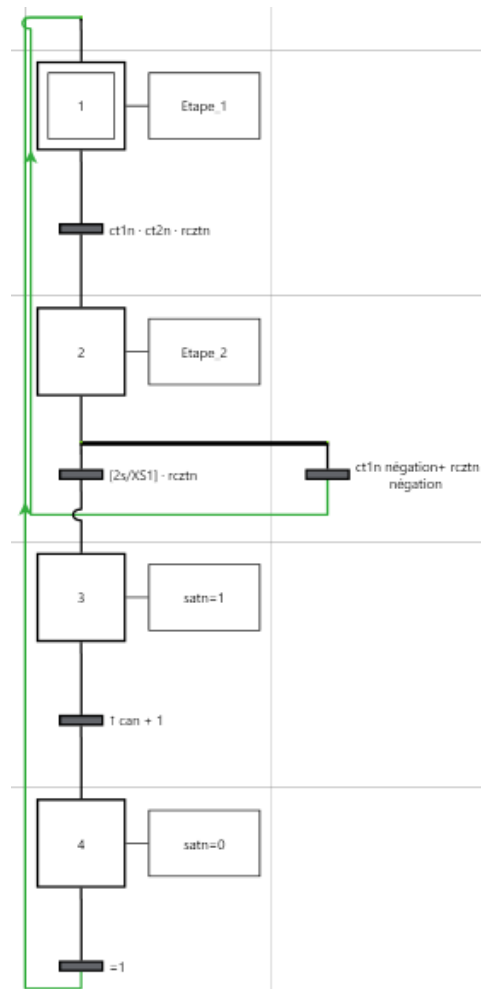 1
Etape_1
ct1n · ct2n · rcztn
2
Etape_2
[2s/XS1] · rcztn
ct1n négation+ rcztn
négation
3
satn=1
↑ can + 1
4
satn=0
=1